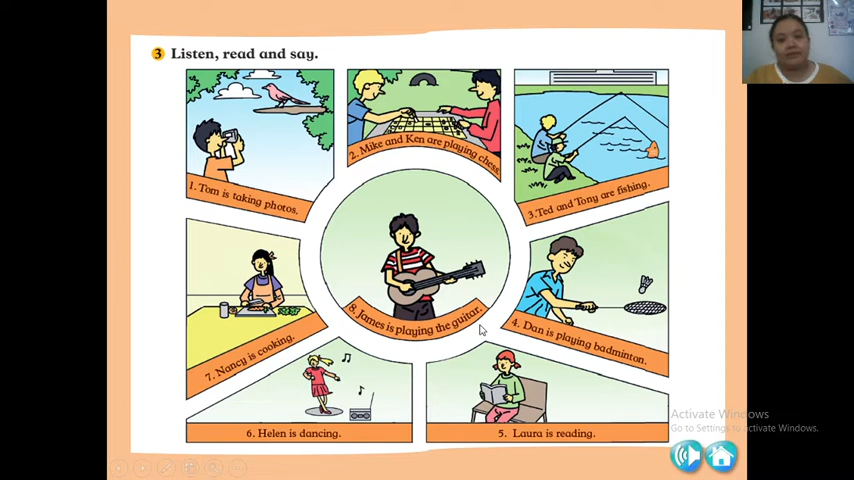 3 Listen, read and say.
1. Tom is taking photos.
2. Mike and Ken are playing chess.
3.Ted and Tony are fishing.
8. James is playing the guitar.
4. Dan is playing badminton.
7. Nancy is cooking.
6. Helen is dancing.
5. Laura is reading.
Activate Windows
Go to Settings to activate Windows.